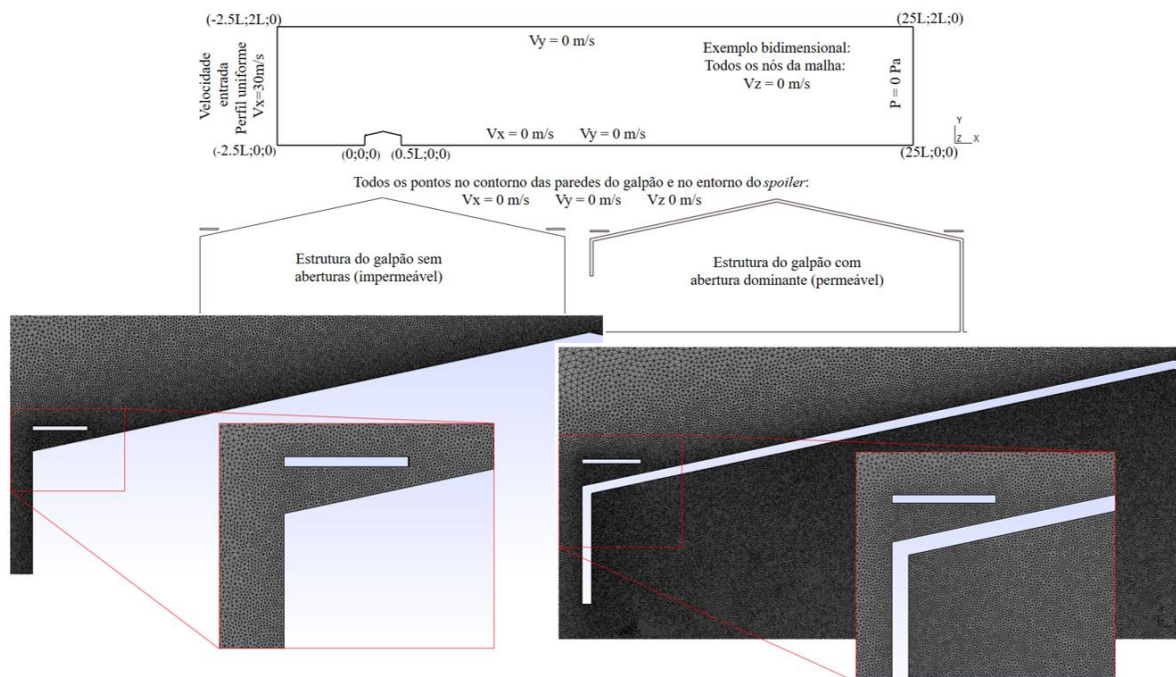 (-2.5L;2L;0)
(25L;2L;0)
Vy = 0 m/s
Velocidade
entrada
Perfil uniforme
Vx=30m/s
Exemplo bidimensional:
Todos os nós da malha:
Vz = 0 m/s
P = 0 Pa
Vx = 0 m/s Vy = 0 m/s
Y
Z X
(-2.5L;0;0)
(0;0;0)
(0.5L;0;0)
(25L;0;0)
Todos os pontos no contorno das paredes do galpão e no entorno do spoiler:
Vx = 0 m/s Vy = 0 m/s Vz 0 m/s
Estrutura do galpão sem
aberturas (impermeável)
Estrutura do galpão com
abertura dominante (permeável)